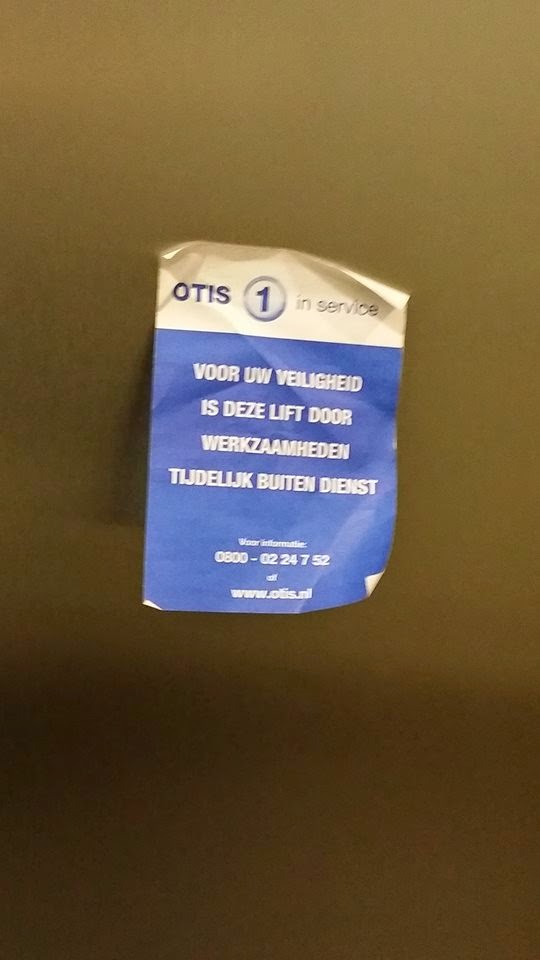 OTIS 1 in service
VOOR UW VEILIGHEID
IS DEZE LIFT DOOR
WERKZAAMHEDEN
TIJDELIJK BUITEN DIENST
Voor informatie:
0800 - 02 24 7 52
of
www.otis.nl